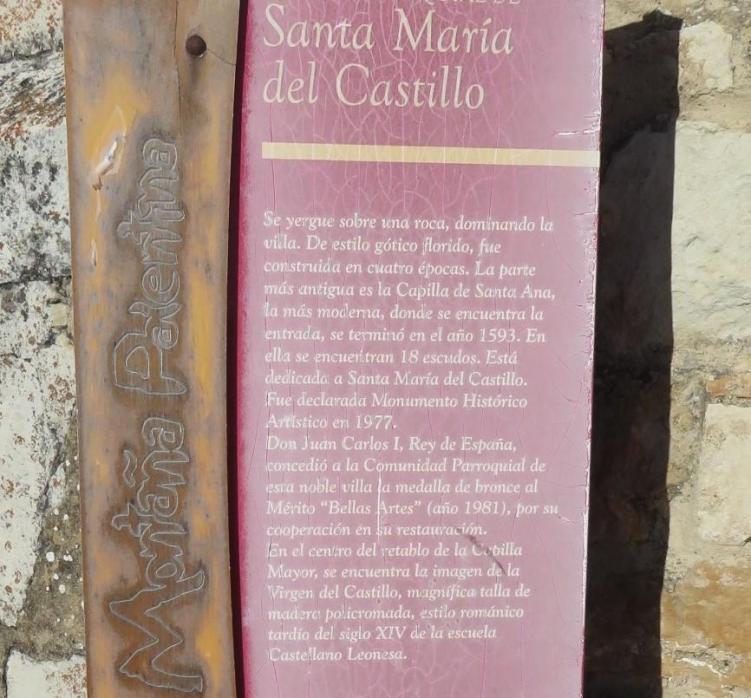 Santa María
del Castillo
Se yergue sobre una roca, dominando la
villa. De estilo gótico florido, fue
construida en cuatro épocas. La parte
más antigua es la Capilla de Santa Ana,
la más moderna, donde se encuentra la
entrada, se terminó en el año 1593. En
ella se encuentran 18 escudos. Está
dedicada a Santa María del Castillo.
Fue declarada Monumento Histórico
Artístico en 1977.
Don Juan Carlos I, Rey de España,
concedió a la Comunidad Parroquial de
esta noble villa la medalla de bronce al
Mérito "Bellas Artes" (año 1981), por su
cooperación en su restauración.
En el centro del retablo de la Capilla
Mayor, se encuentra la imagen de la
Virgen del Castillo, magnífica talla de
madera policromada, estilo románico
tardío del siglo XIV de la escuela
Castellano Leonesa.
Montaña Palentina